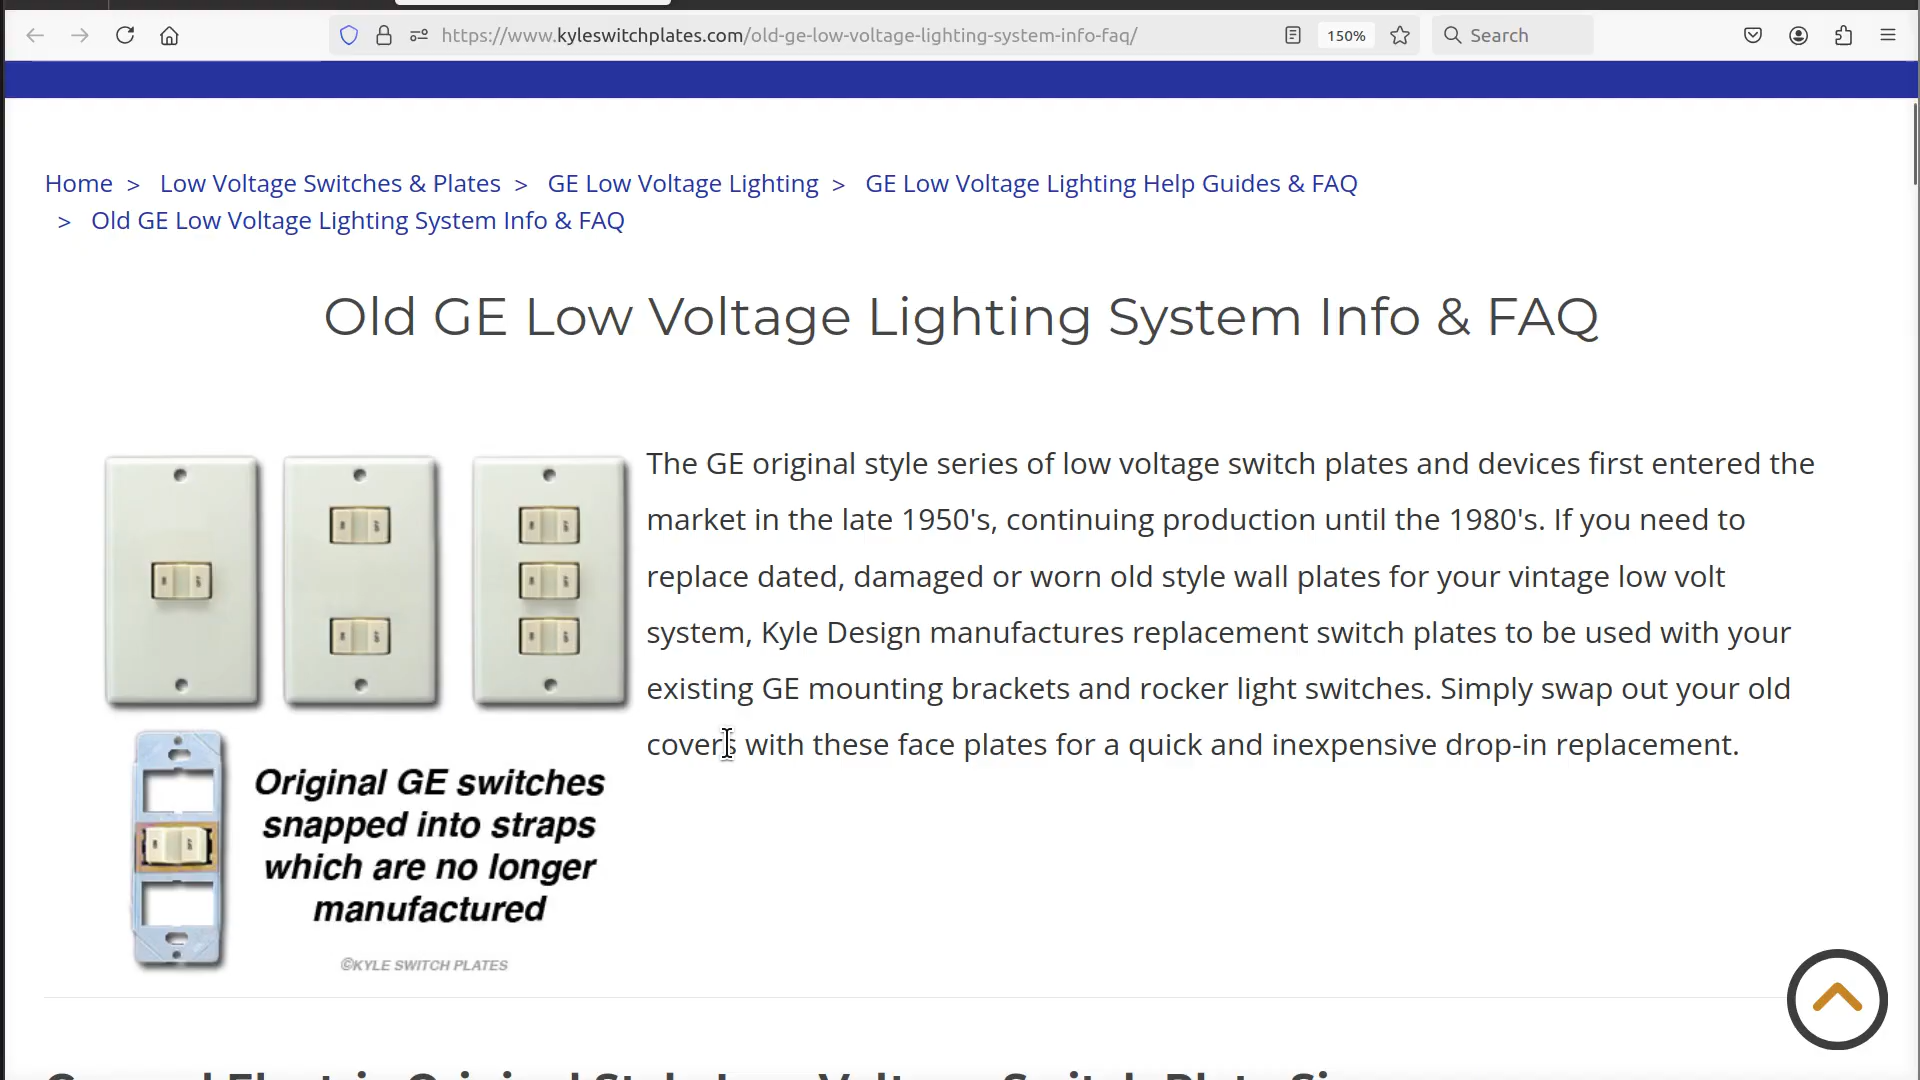 https://www.kyleswitchplates.com/old-ge-low-voltage-lighting-system-info-faq/
150%
Search
Home > Low Voltage Switches & Plates > GE Low Voltage Lighting > GE Low Voltage Lighting Help Guides & FAQ
> Old GE Low Voltage Lighting System Info & FAQ
Old GE Low Voltage Lighting System Info & FAQ
The GE original style series of low voltage switch plates and devices first entered the
market in the late 1950's, continuing production until the 1980's. If you need to
replace dated, damaged or worn old style wall plates for your vintage low volt
system, Kyle Design manufactures replacement switch plates to be used with your
existing GE mounting brackets and rocker light switches. Simply swap out your old
covers with these face plates for a quick and inexpensive drop-in replacement.
Original GE switches
snapped into straps
which are no longer
manufactured
©KYLE SWITCH PLATES